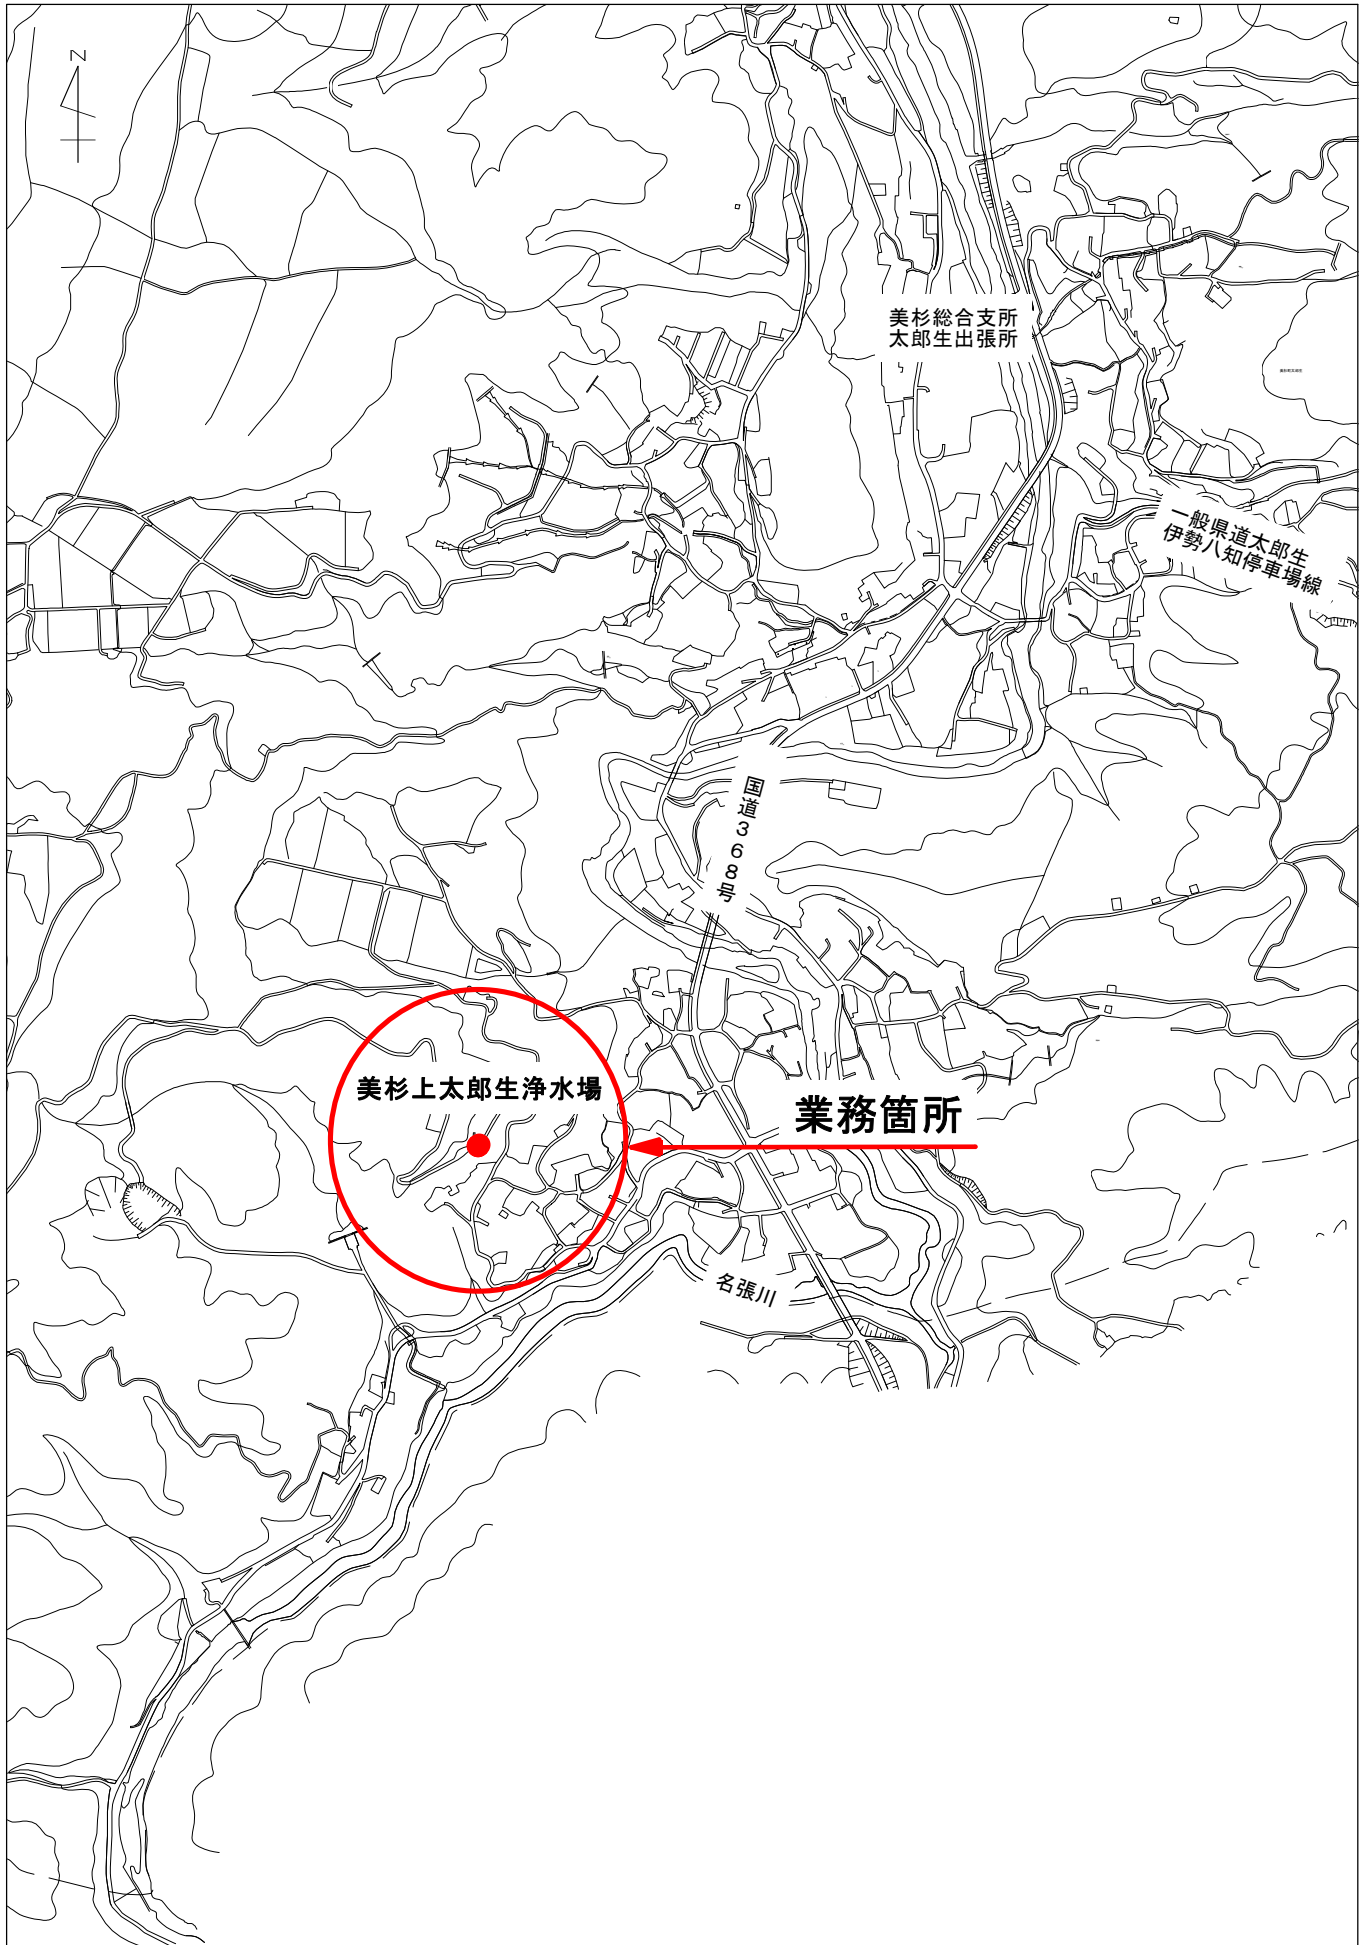 N
美杉総合支所
太郎生出張所
一般県道太郎生
伊勢八知停車場線
国道368号
美杉上太郎生浄水場
業務箇所
名張川